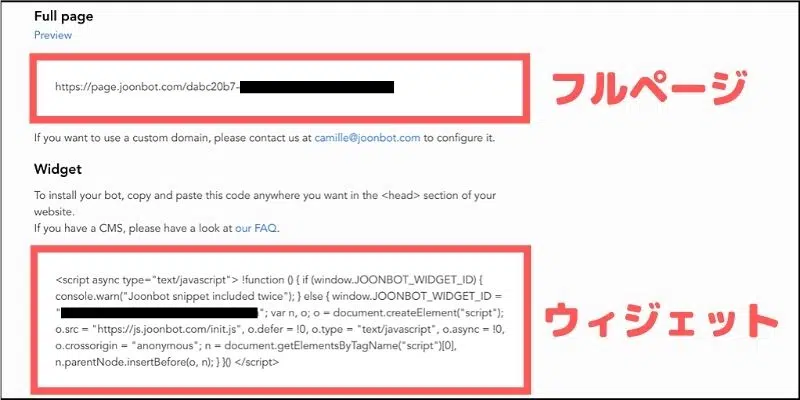 Full page
Preview
https://page.joonbot.com/dabc20b7-
フルページ
If you want to use a custom domain, please contact us at camille@joonbot.com to configure it.
Widget
To install your bot, copy and paste this code anywhere you want in the <head> section of your
website.
If you have a CMS, please have a look at our FAQ.
<script async type="text/javascript"> !function () { if (window.JOONBOT_WIDGET_ID) {
console.warn("Joonbot snippet included twice"); } else { window.JOONBOT_WIDGET_ID =
""; var n, o; o = document.createElement("script");
o.src = "https://js.joonbot.com/init.js", o.defer = !0, o.type = "text/javascript", o.async = !0,
o.crossorigin = "anonymous"; n = document.getElementsByTagName("script")[0],
n.parentNode.insertBefore(o, n); } }() </script>
ウィジェット